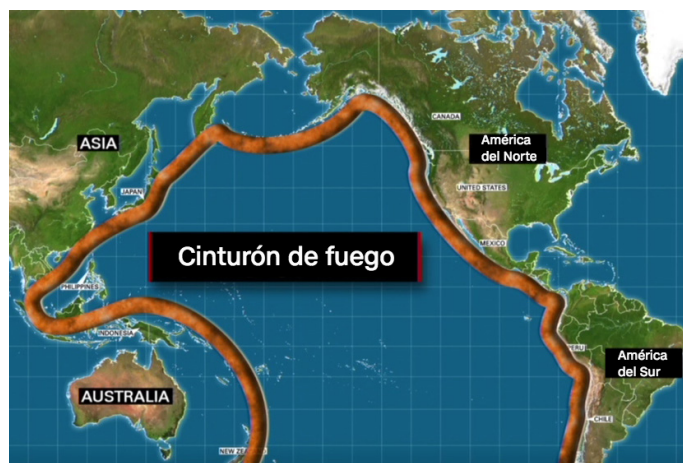 CANADA
ASIA
América
del Norte
JAPAN
UNITED STATES
MEXICO
Cinturón de fuego
PHILIPPINES
INDONESIA
PERU
América
del Sur
AUSTRALIA
CHILE
NEW